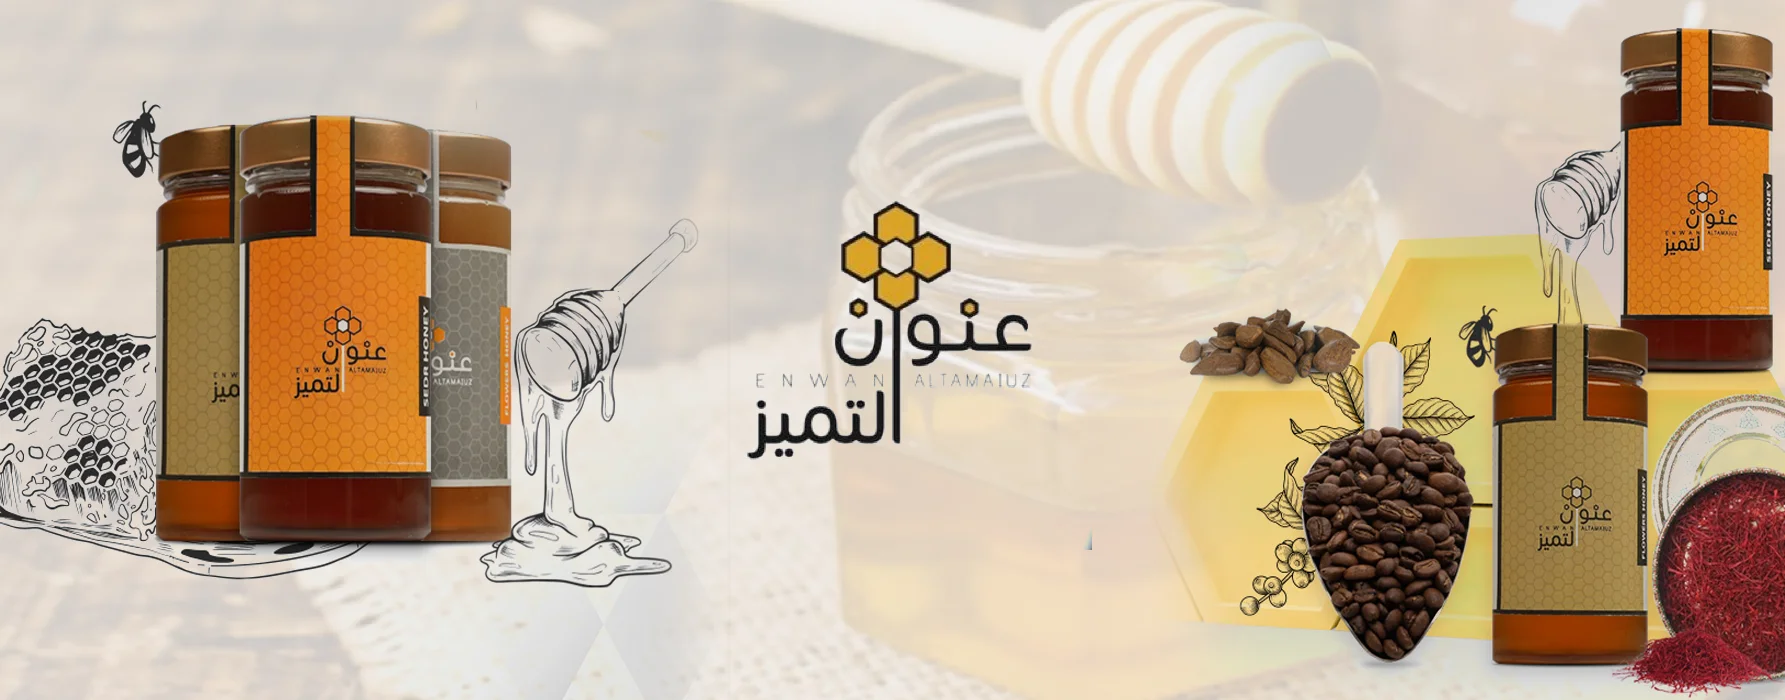 عنوان
ENWAN ALTAMAIUZ
التميز
عنوان
ENWAN ALTAMAIUZ
التميز
SEDR HONEY
FLOWERS HONEY
عنوان
ENWAN ALTAMAIUZ
التميز
SEDR HONEY
عنوان
ENWAN ALTAMAIUZ
التميز
FLOWERS HONEY